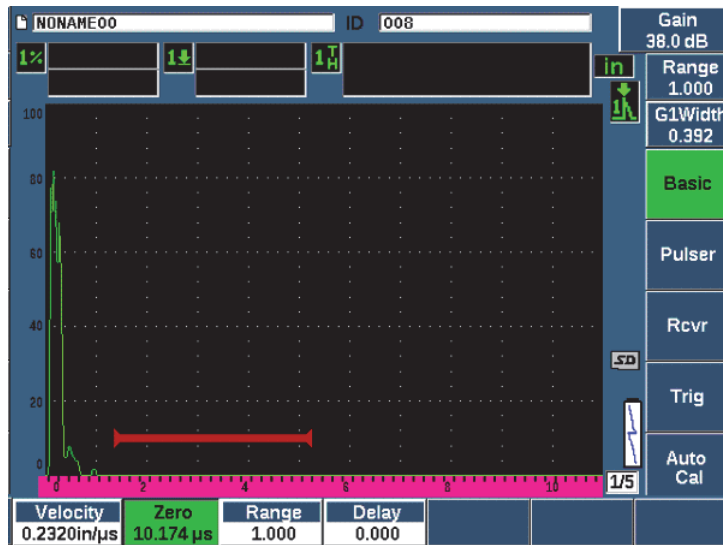 NONAME00 ID 008
Gain
38.0 dB
1% 1 1 T H in
Range
1.000
1
G1Width
0.392
100
80
60
40
20
0
0 2 4 6 8 10
Basic
Pulser
Rcvr
SD
Trig
Auto
Cal
1/5
Velocity
0.2320in/µs
Zero
10.174 µs
Range
1.000
Delay
0.000